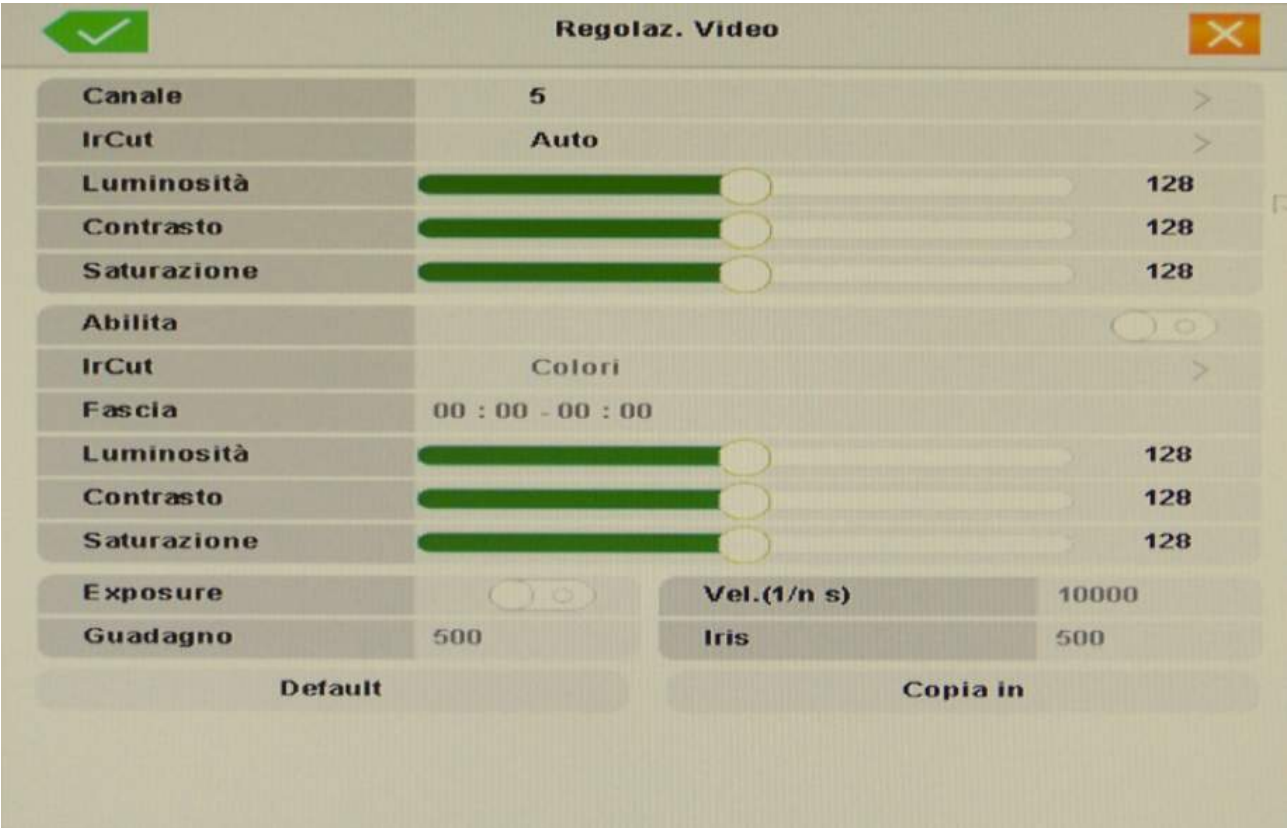 Regolaz. Video
Canale 5 >
IrCut Auto >
Luminosità 128
Contrasto 128
Saturazione 128
Abilita
IrCut Colori >
Fascia 00 : 00 - 00 : 00
Luminosità 128
Contrasto 128
Saturazione 128
Exposure Vel.(1/n s) 10000
Guadagno 500 Iris 500
Default Copia in